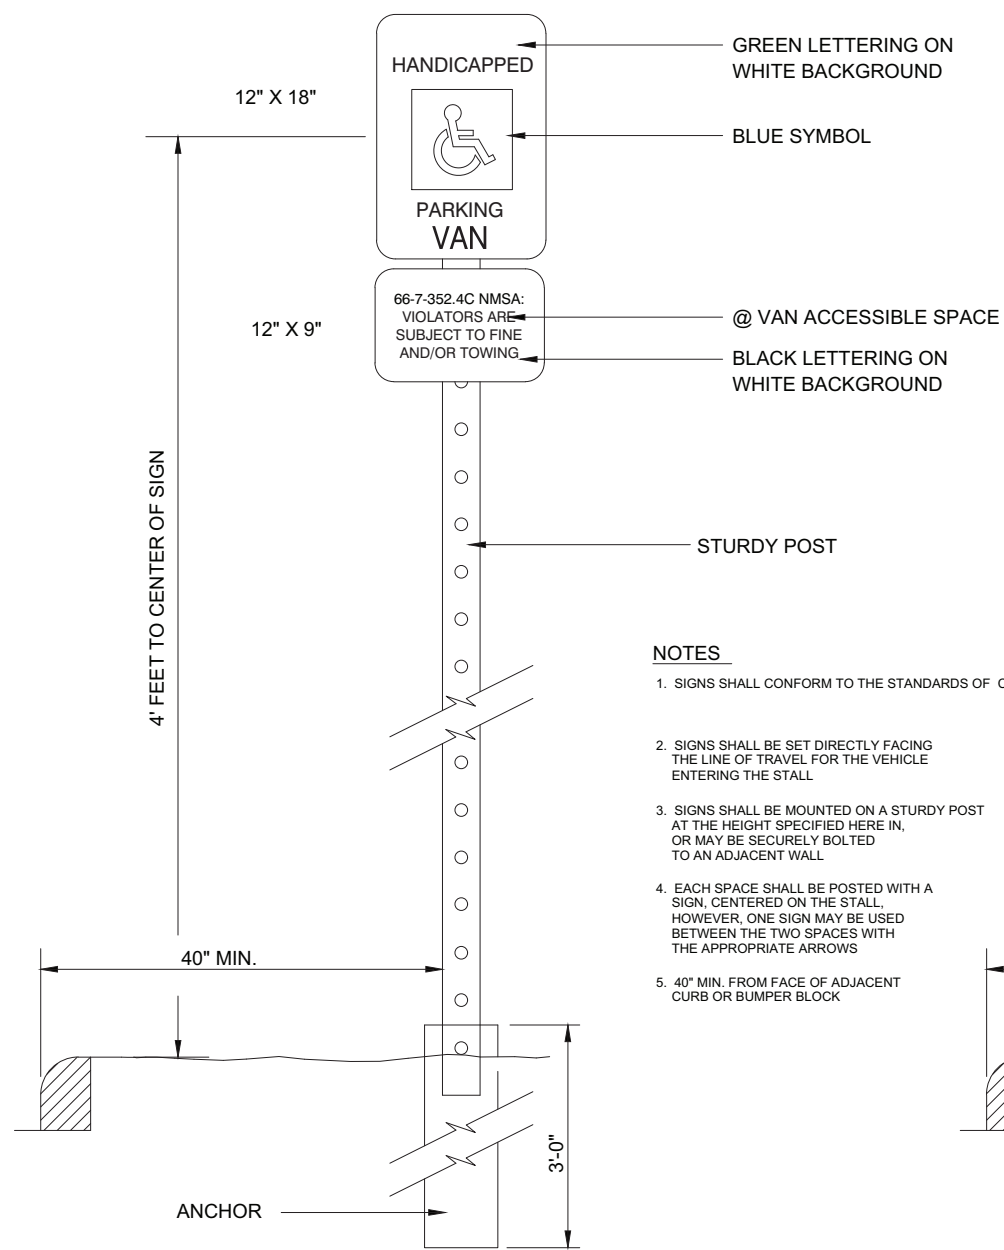 HANDICAPPED
PARKING
VAN
66-7-352.4C NMSA:
VIOLATORS ARE
SUBJECT TO FINE
AND/OR TOWING
12" X 18"
12" X 9"
GREEN LETTERING ON
WHITE BACKGROUND
BLUE SYMBOL
@ VAN ACCESSIBLE SPACE
BLACK LETTERING ON
WHITE BACKGROUND
STURDY POST
4' FEET TO CENTER OF SIGN
NOTES
1. SIGNS SHALL CONFORM TO THE STANDARDS OF
2. SIGNS SHALL BE SET DIRECTLY FACING
THE LINE OF TRAVEL FOR THE VEHICLE
ENTERING THE STALL
3. SIGNS SHALL BE MOUNTED ON A STURDY POST
AT THE HEIGHT SPECIFIED HERE IN,
OR MAY BE SECURELY BOLTED
TO AN ADJACENT WALL
4. EACH SPACE SHALL BE POSTED WITH A
SIGN, CENTERED ON THE STALL,
HOWEVER, ONE SIGN MAY BE USED
BETWEEN THE TWO SPACES WITH
THE APPROPRIATE ARROWS
5. 40" MIN. FROM FACE OF ADJACENT
CURB OR BUMPER BLOCK
40" MIN.
3'-0"
ANCHOR